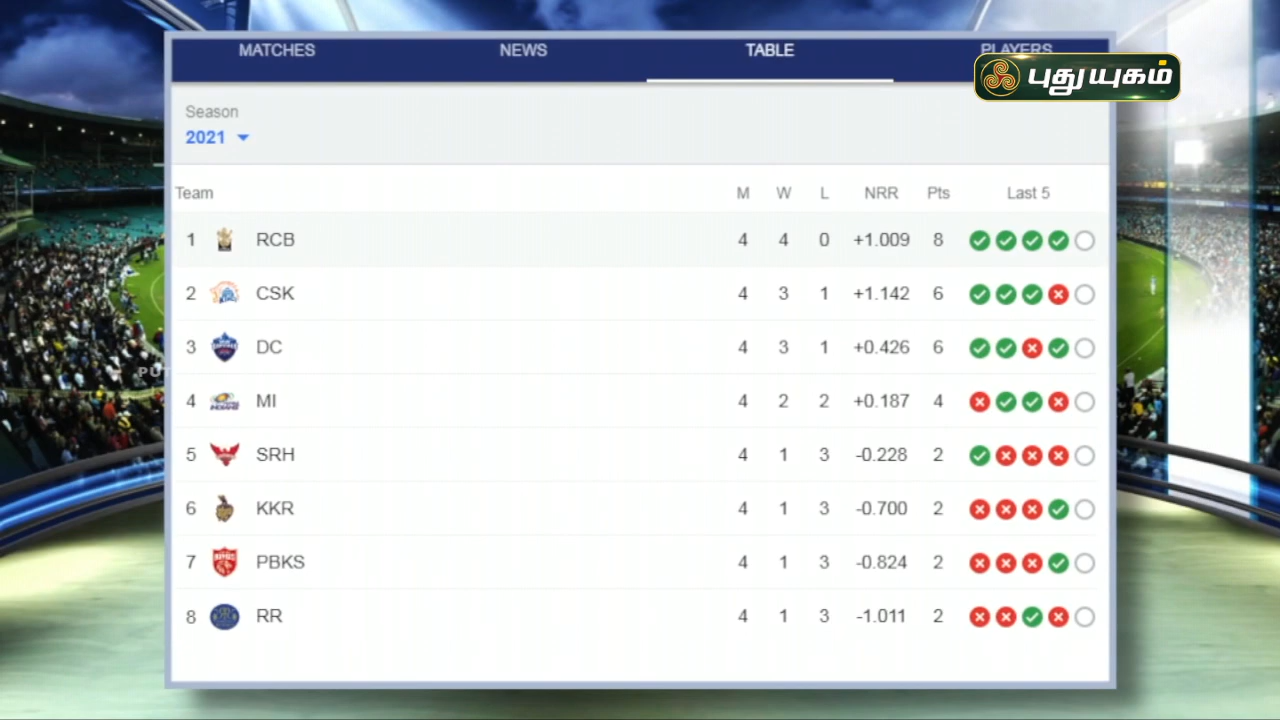 MATCHES NEWS TABLE PLAYERS
புதுயுகம்
Season
2021
Team M W L NRR Pts Last 5
1 RCB 4 4 0 +1.009 8
2 CSK 4 3 1 +1.142 6
3 DC 4 3 1 +0.426 6
4 MI 4 2 2 +0.187 4
5 SRH 4 1 3 -0.228 2
6 KKR 4 1 3 -0.700 2
7 PBKS 4 1 3 -0.824 2
8 RR 4 1 3 -1.011 2